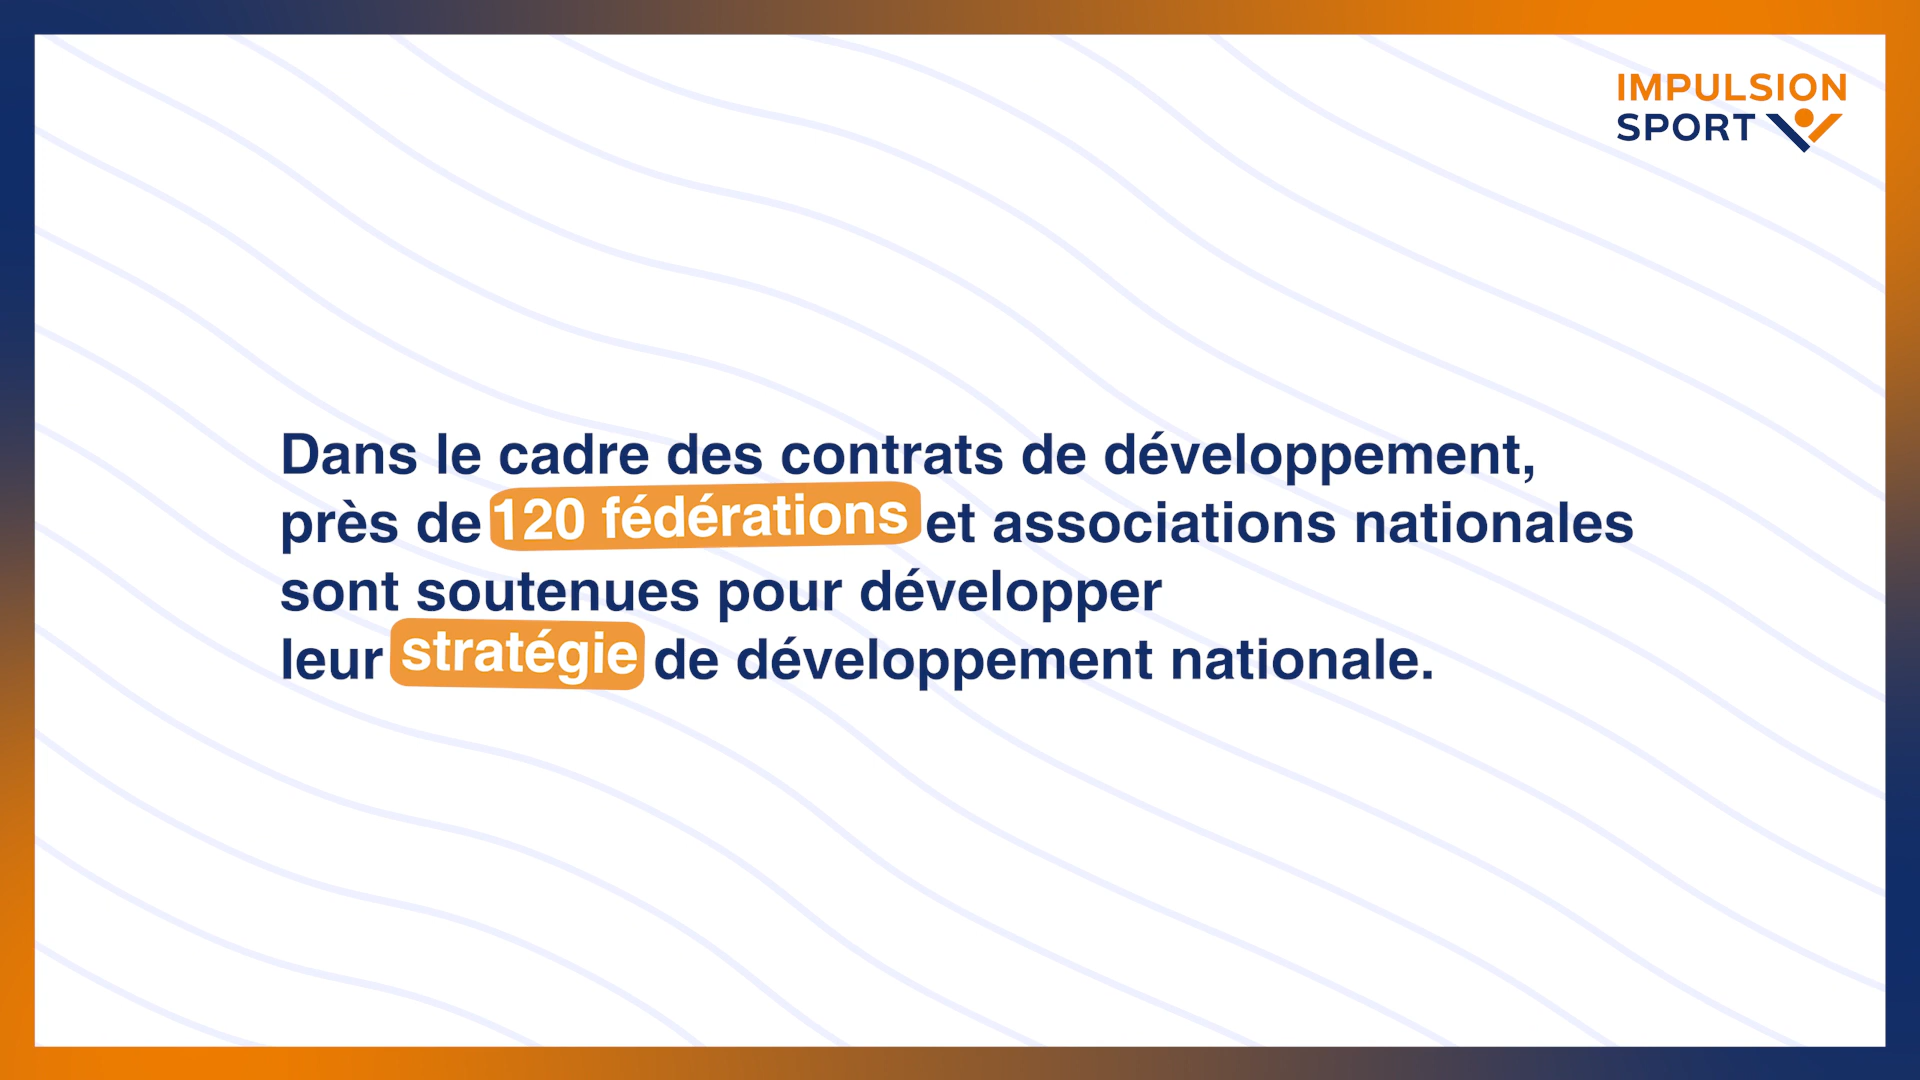 IMPULSION
SPORT
Dans le cadre des contrats de développement,
près de 120 fédérations et associations nationales
sont soutenues pour développer
leur stratégie de développement nationale.